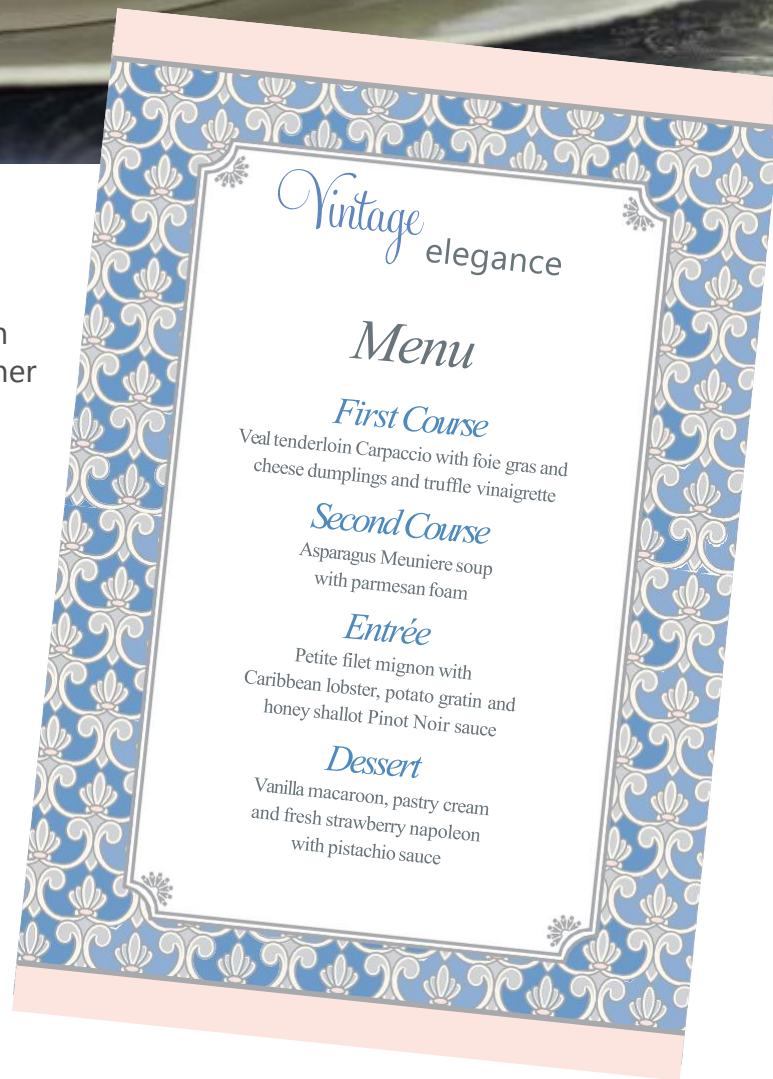 Vintage
elegance
Menu
First Course
Veal tenderloin Carpaccio with foie gras and
cheese dumplings and truffle vinaigrette
Second Course
Asparagus Meuniere soup
with parmesan foam
Entrée
Petite filet mignon with
Caribbean lobster, potato gratin and
honey shallot Pinot Noir sauce
Dessert
Vanilla macaroon, pastry cream
and fresh strawberry napoleon
with pistachio sauce